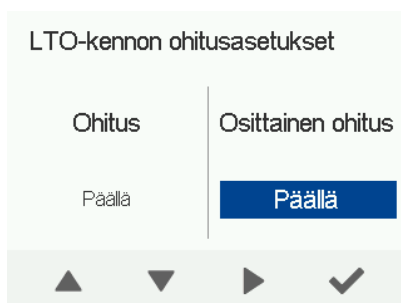 LTO-kennon ohitusasetukset
Ohitus
Osittainen ohitus
Päällä
Päällä